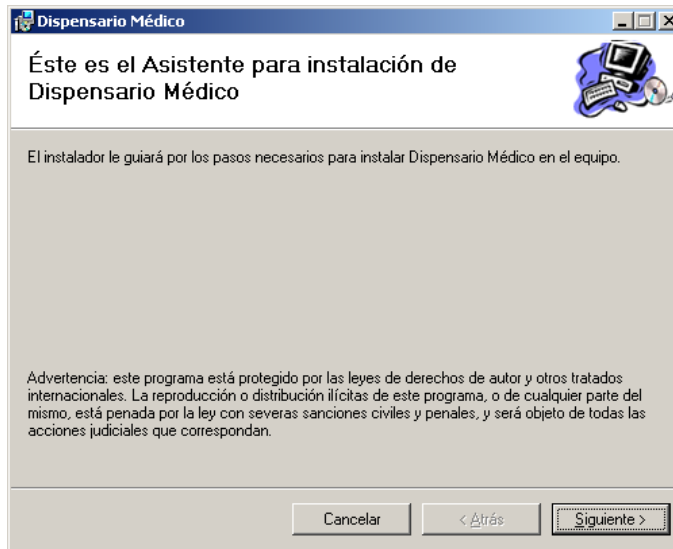 Dispensario Médico
Éste es el Asistente para instalación de
Dispensario Médico
El instalador le guiará por los pasos necesarios para instalar Dispensario Médico en el equipo.
Advertencia: este programa está protegido por las leyes de derechos de autor y otros tratados
internacionales. La reproducción o distribución ilícitas de este programa, o de cualquier parte del
mismo, está penada por la ley con severas sanciones civiles y penales, y será objeto de todas las
acciones judiciales que correspondan.
Cancelar < Atrás Siguiente >